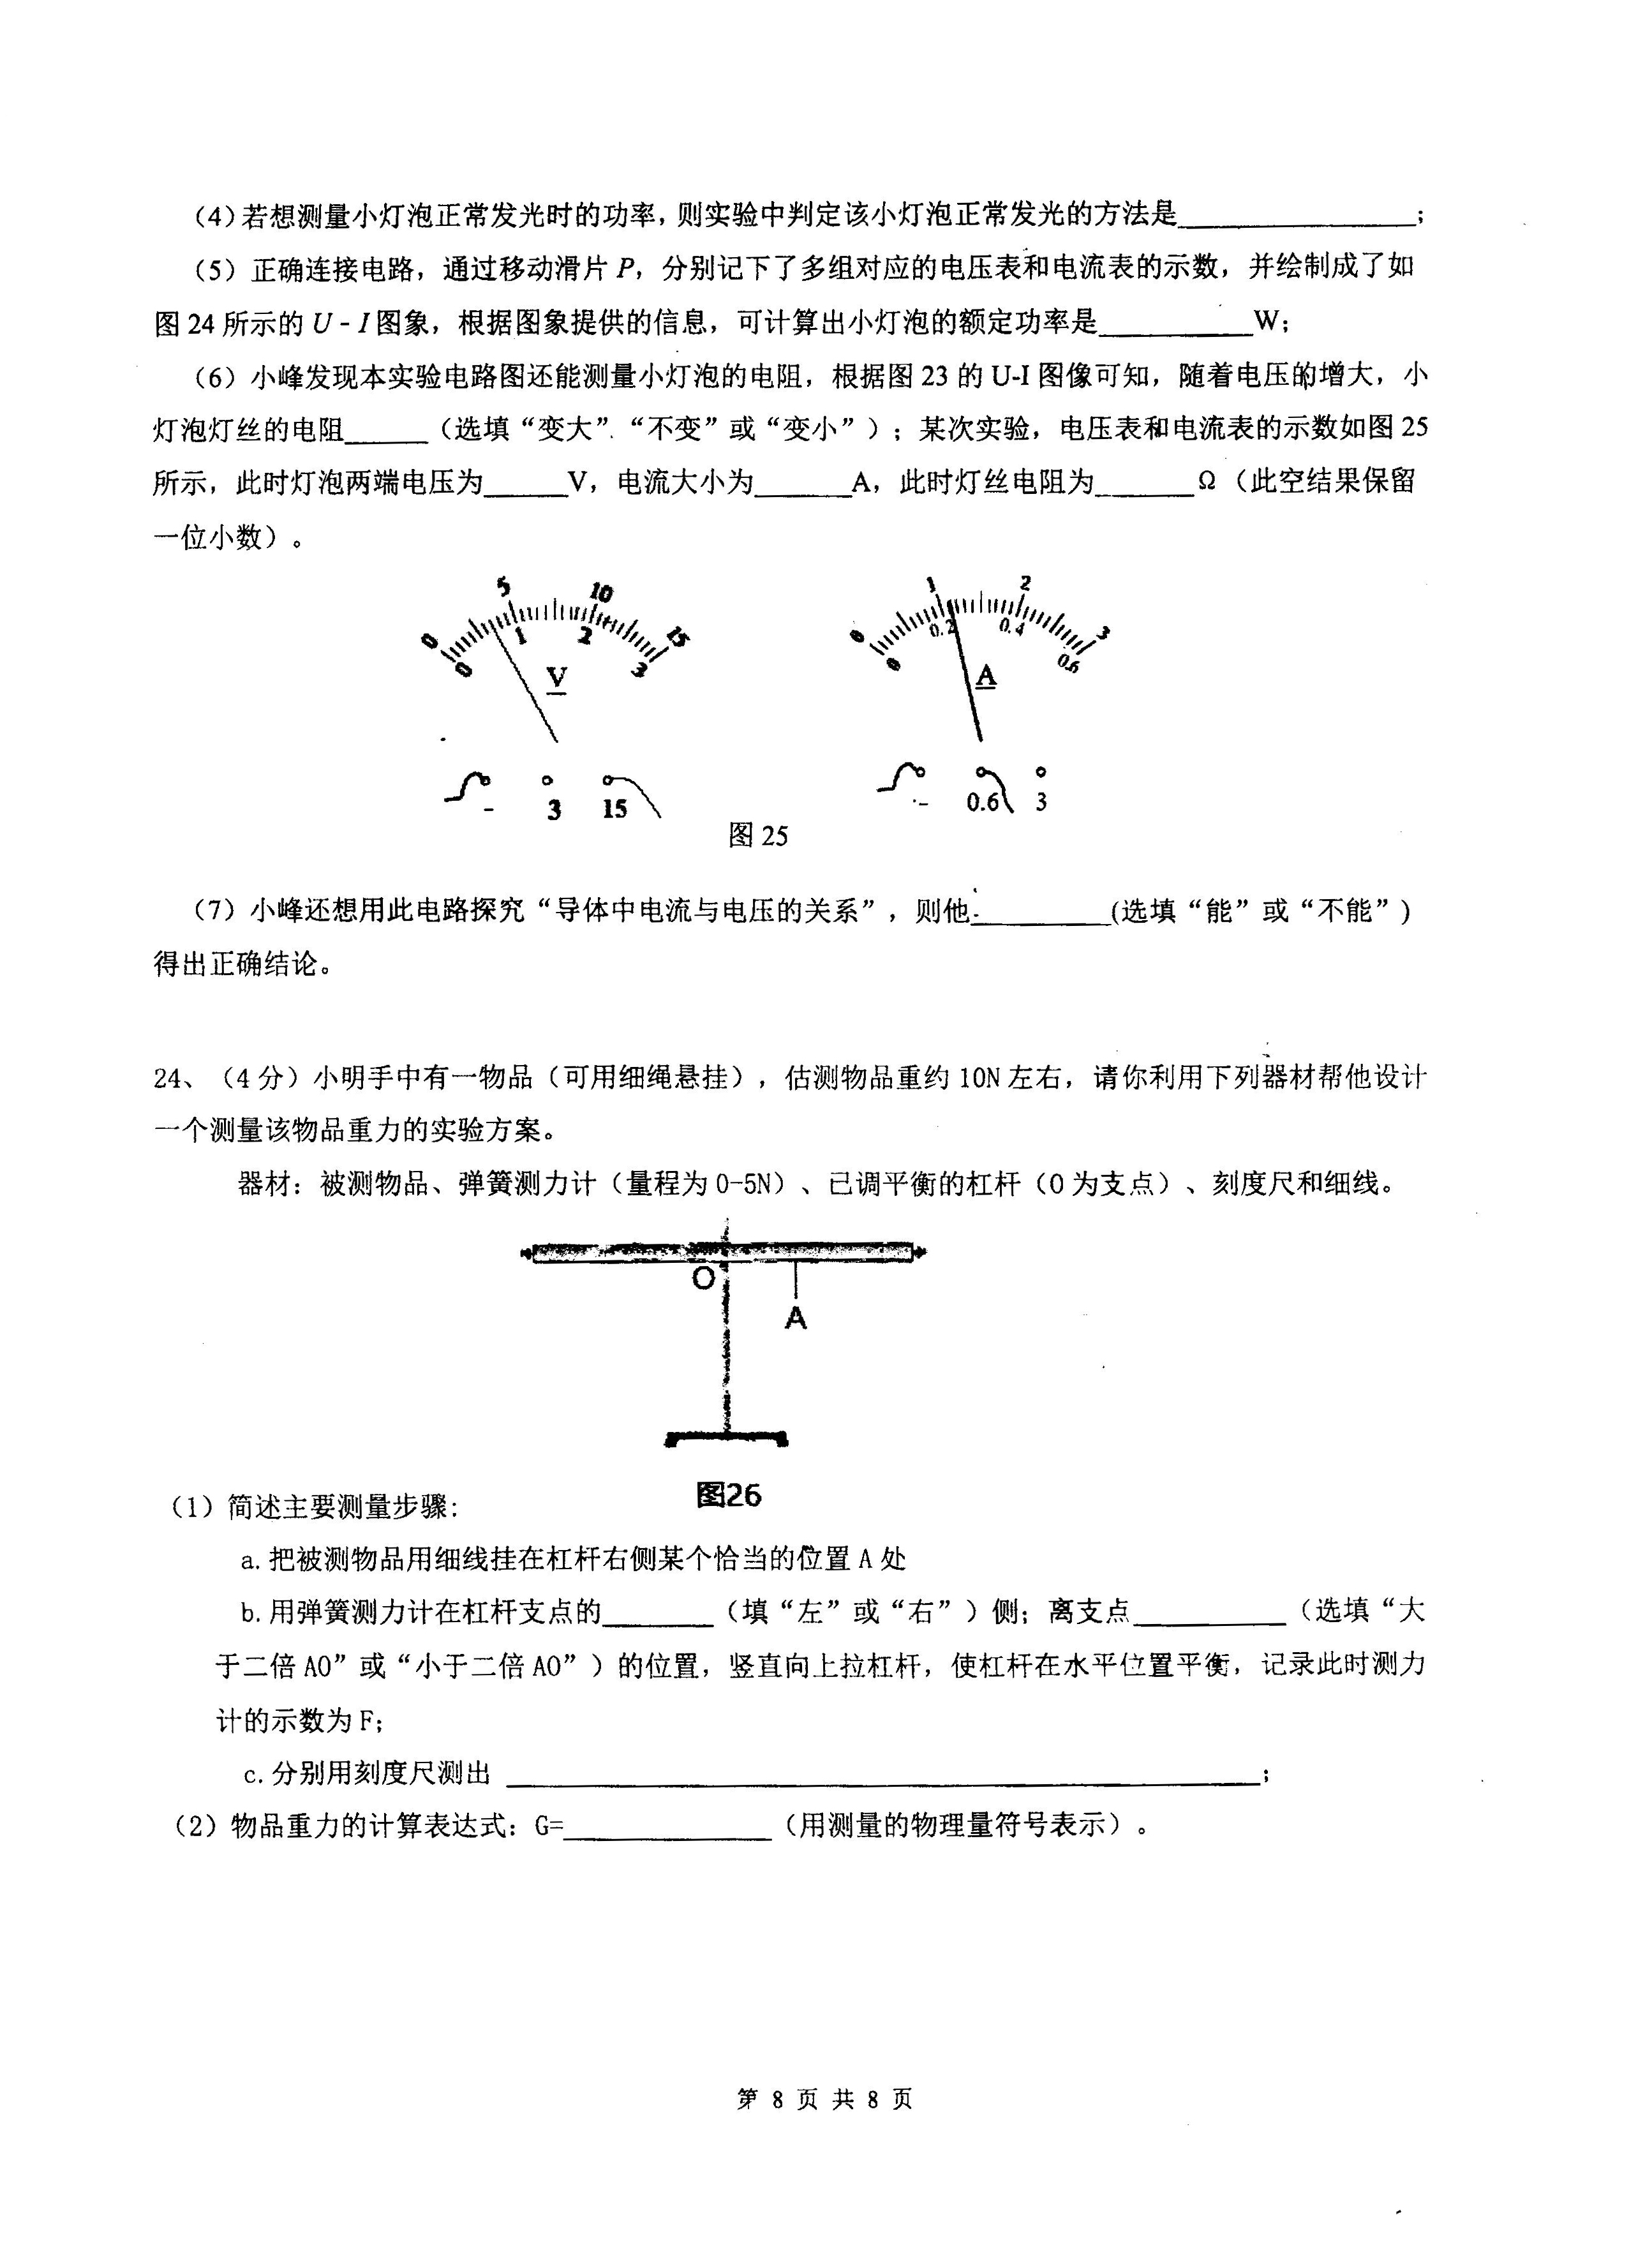 （4）若想测量小灯泡正常发光时的功率，则实验中判定该小灯泡正常发光的方法是________；
（5）正确连接电路，通过移动滑片 P，分别记下了多组对应的电压表和电流表的示数，并绘制成了如
图 24 所示的 U－I 图象，根据图象提供的信息，可计算出小灯泡的额定功率是________W；
（6）小峰发现本实验电路图还能测量小灯泡的电阻，根据图 23 的 U-I 图像可知，随着电压的增大，小
灯泡灯丝的电阻______（选填“变大”．“不变”或“变小”）；某次实验，电压表和电流表的示数如图 25
所示，此时灯泡两端电压为______V，电流大小为______A，此时灯丝电阻为______Ω（此空结果保留
一位小数）。
0 5 10 15
0 1 2 3
V
- 3 15
0 1 2 3
0 0.2 0.4 0.6
A
- 0.6 3
图 25
（7）小峰还想用此电路探究“导体中电流与电压的关系”，则他________(选填“能”或“不能”)
得出正确结论。
24、（4 分）小明手中有一物品（可用细绳悬挂），估测物品重约 10N 左右，请你利用下列器材帮他设计
一个测量该物品重力的实验方案。
器材：被测物品、弹簧测力计（量程为 0-5N）、已调平衡的杠杆（O 为支点）、刻度尺和细线。
O
A
图26
（1）简述主要测量步骤：
a. 把被测物品用细线挂在杠杆右侧某个恰当的位置 A 处
b. 用弹簧测力计在杠杆支点的________（填“左”或“右”）侧；离支点________（选填“大
于二倍 AO”或“小于二倍 AO”）的位置，竖直向上拉杠杆，使杠杆在水平位置平衡，记录此时测力
计的示数为 F；
c. 分别用刻度尺测出 ________________；
（2）物品重力的计算表达式：G=________（用测量的物理量符号表示）。
第 8 页 共 8 页